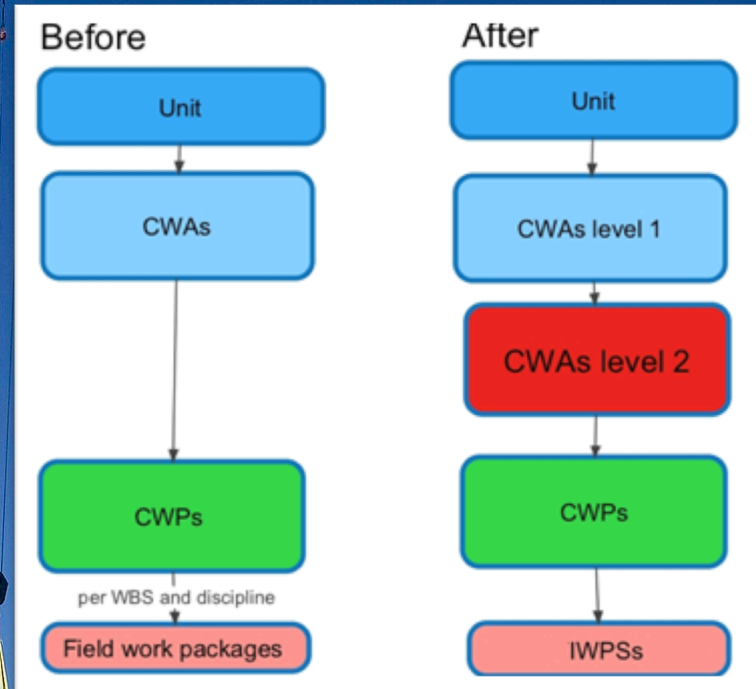 Before
Unit
CWAs
CWPs
per WBS and discipline
Field work packages
After
Unit
CWAs level 1
CWAs level 2
CWPs
IWPSs